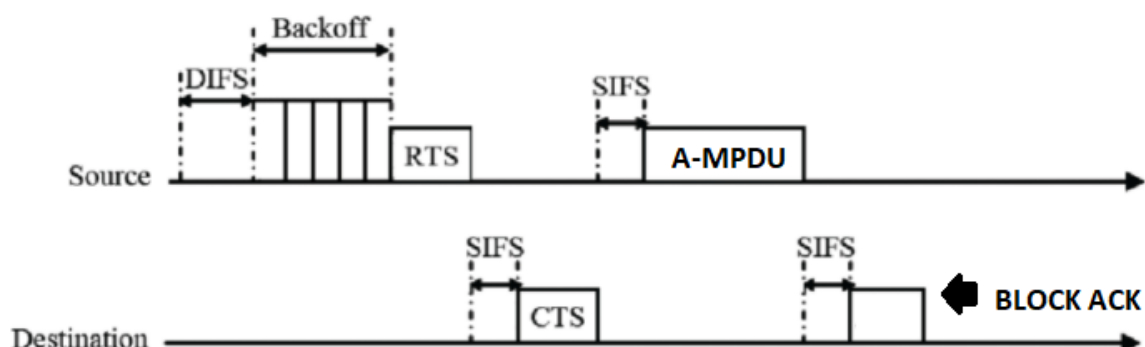 Backoff
DIFS
SIFS
RTS
A-MPDU
Source
SIFS
SIFS
CTS
BLOCK ACK
Destination